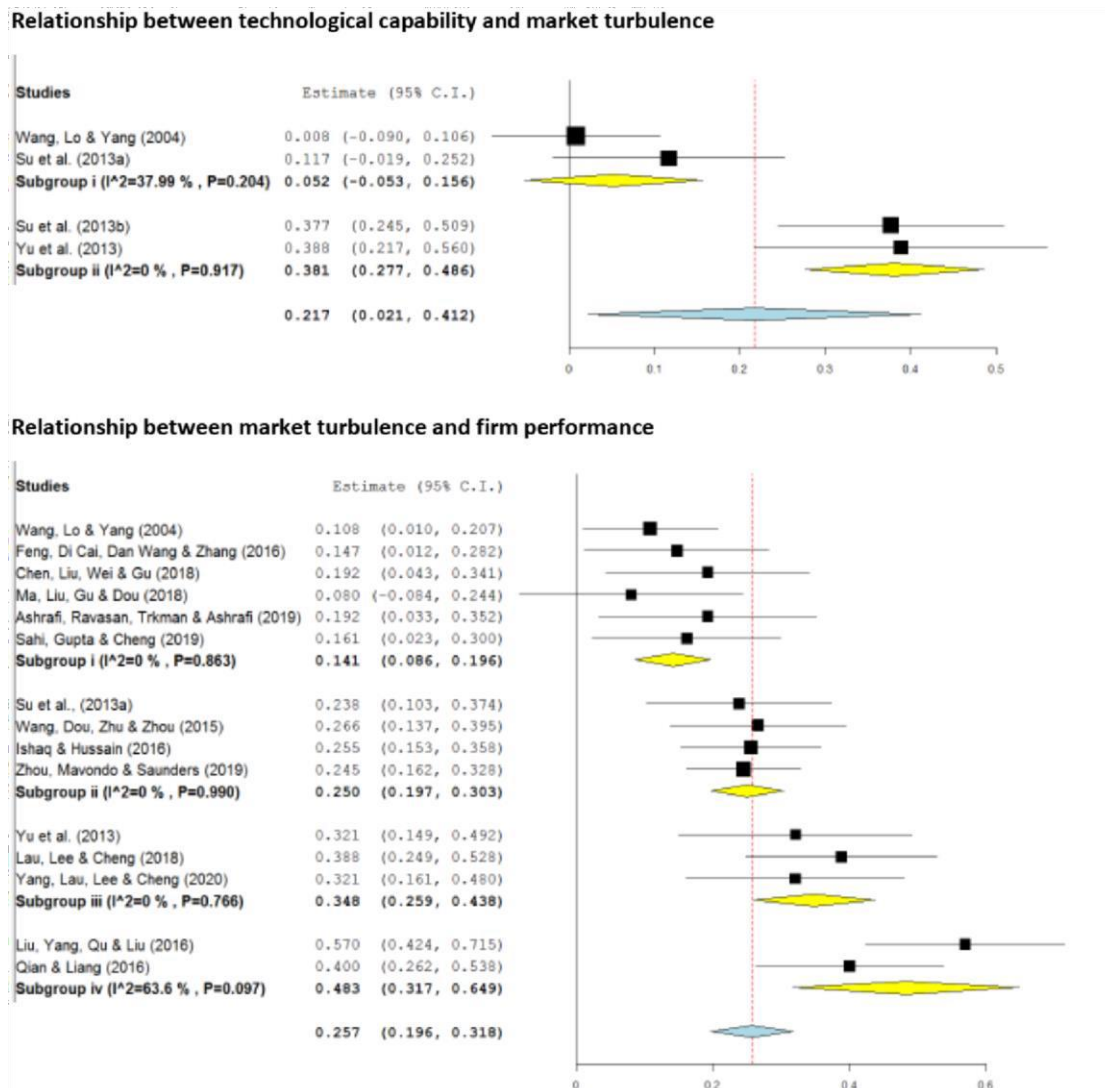 Relationship between technological capability and market turbulence
Studies Estimate (95% C.I.)
Wang, Lo & Yang (2004) 0.008 (-0.090, 0.106)
Su et al. (2013a) 0.117 (-0.019, 0.252)
Subgroup i (I^2=37.99 % , P=0.204) 0.052 (-0.053, 0.156)
Su et al. (2013b) 0.377 (0.245, 0.509)
Yu et al. (2013) 0.388 (0.217, 0.560)
Subgroup ii (I^2=0 % , P=0.917) 0.381 (0.277, 0.486)
0.217 (0.021, 0.412)
0 0.1 0.2 0.3 0.4 0.5
Relationship between market turbulence and firm performance
Studies Estimate (95% C.I.)
Wang, Lo & Yang (2004) 0.108 (0.010, 0.207)
Feng, Di Cai, Dan Wang & Zhang (2016) 0.147 (0.012, 0.282)
Chen, Liu, Wei & Gu (2018) 0.192 (0.043, 0.341)
Ma, Liu, Gu & Dou (2018) 0.080 (-0.084, 0.244)
Ashrafi, Ravasan, Trkman & Ashrafi (2019) 0.192 (0.033, 0.352)
Sahi, Gupta & Cheng (2019) 0.161 (0.023, 0.300)
Subgroup i (I^2=0 % , P=0.863) 0.141 (0.086, 0.196)
Su et al., (2013a) 0.238 (0.103, 0.374)
Wang, Dou, Zhu & Zhou (2015) 0.266 (0.137, 0.395)
Ishaq & Hussain (2016) 0.255 (0.153, 0.358)
Zhou, Mavondo & Saunders (2019) 0.245 (0.162, 0.328)
Subgroup ii (I^2=0 % , P=0.990) 0.250 (0.197, 0.303)
Yu et al. (2013) 0.321 (0.149, 0.492)
Lau, Lee & Cheng (2018) 0.388 (0.249, 0.528)
Yang, Lau, Lee & Cheng (2020) 0.321 (0.161, 0.480)
Subgroup iii (I^2=0 % , P=0.766) 0.348 (0.259, 0.438)
Liu, Yang, Qu & Liu (2016) 0.570 (0.424, 0.715)
Qian & Liang (2016) 0.400 (0.262, 0.538)
Subgroup iv (I^2=63.6 % , P=0.097) 0.483 (0.317, 0.649)
0.257 (0.196, 0.318)
0 0.2 0.4 0.6